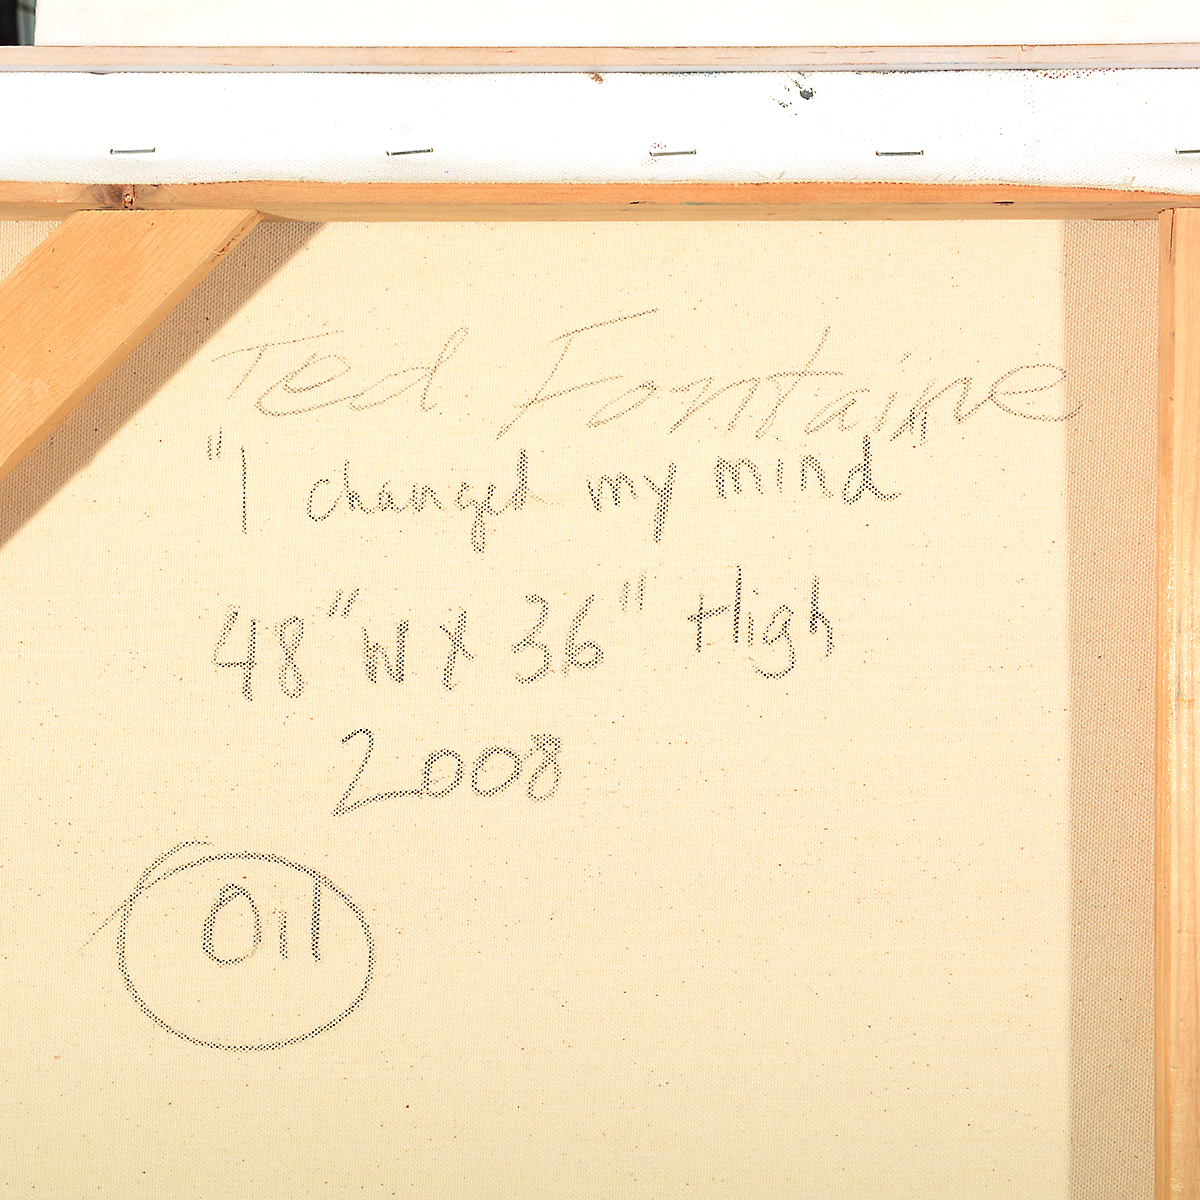 Ted Fontaine
"I changed my mind"
48" W X 36" High
2008
Oil